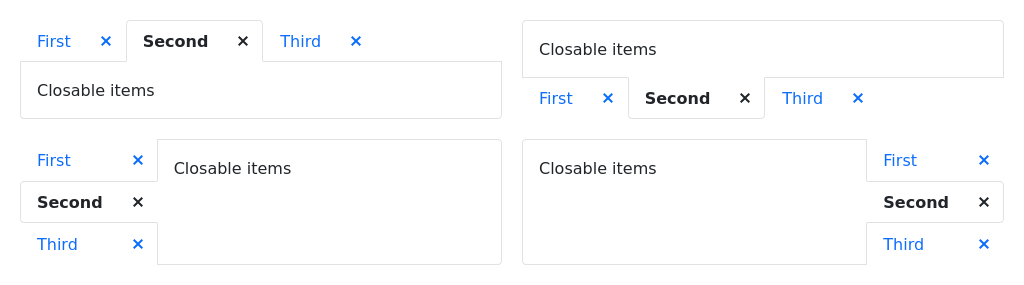 First ✕ Second ✕ Third ✕
Closable items
Closable items
First ✕ Second ✕ Third ✕
First ✕
Second ✕
Third ✕
Closable items
Closable items
First ✕
Second ✕
Third ✕